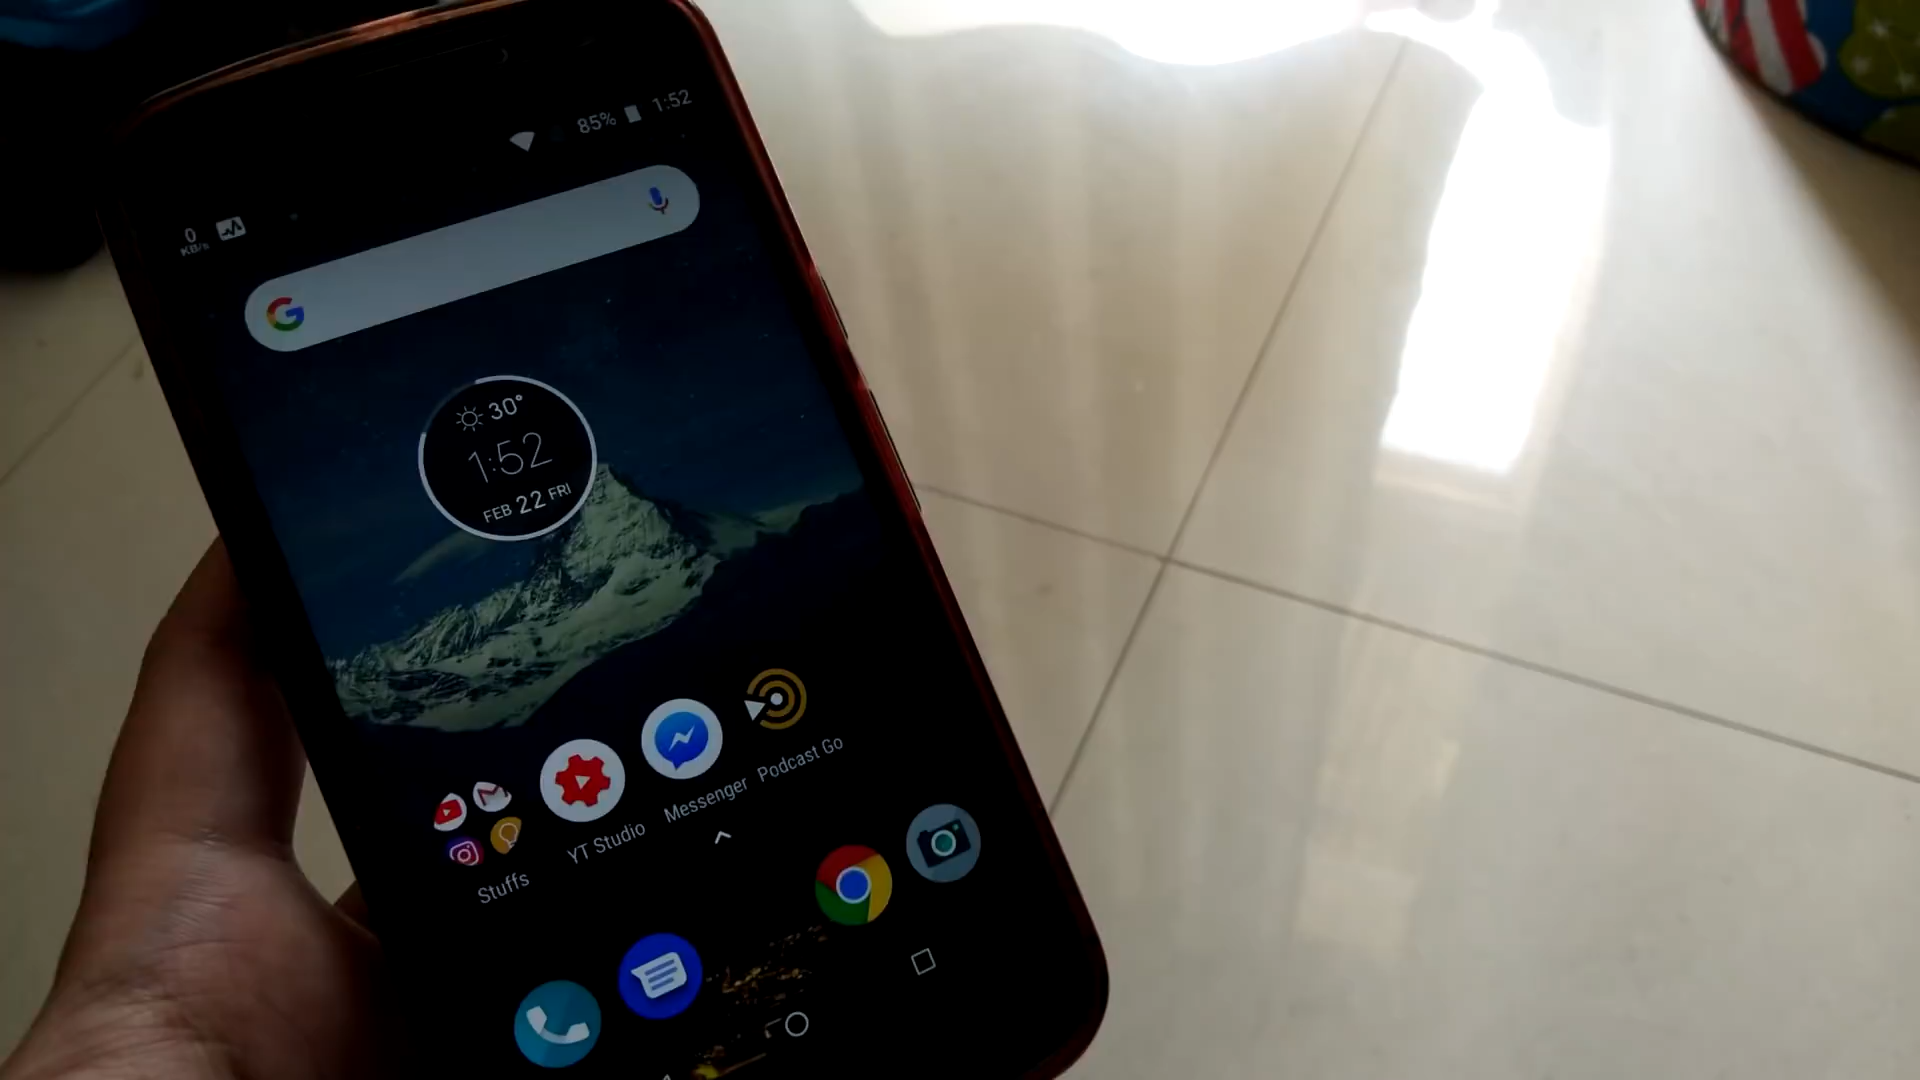 85% 1:52
0
KB/s
G
30°
1:52
FEB 22 FRI
Stuffs
YT Studio
Messenger
Podcast Go